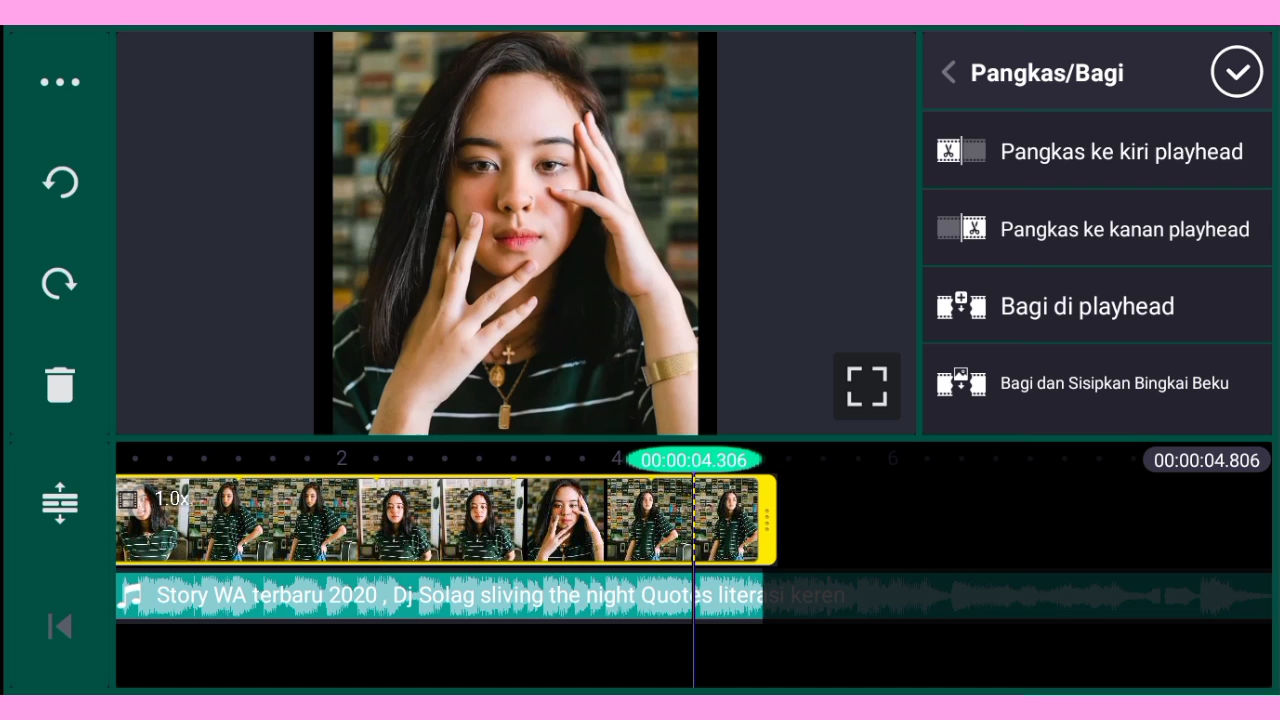 Pangkas/Bagi
Pangkas ke kiri playhead
Pangkas ke kanan playhead
Bagi di playhead
Bagi dan Sisipkan Bingkai Beku
2
4
00:00:04.306
6
00:00:04.806
1.0x
Story WA terbaru 2020 , Dj Solag sliving the night Quotes literasi keren